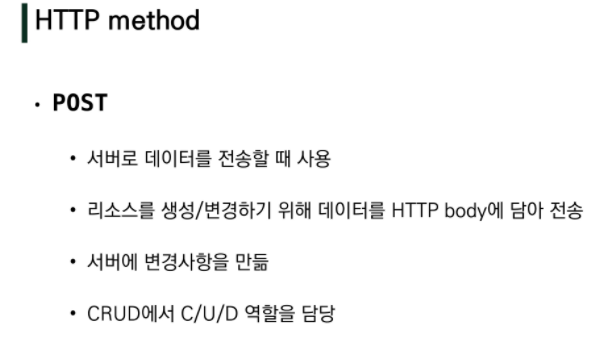 HTTP method
• POST
• 서버로 데이터를 전송할 때 사용
• 리소스를 생성/변경하기 위해 데이터를 HTTP body에 담아 전송
• 서버에 변경사항을 만듦
• CRUD에서 C/U/D 역할을 담당